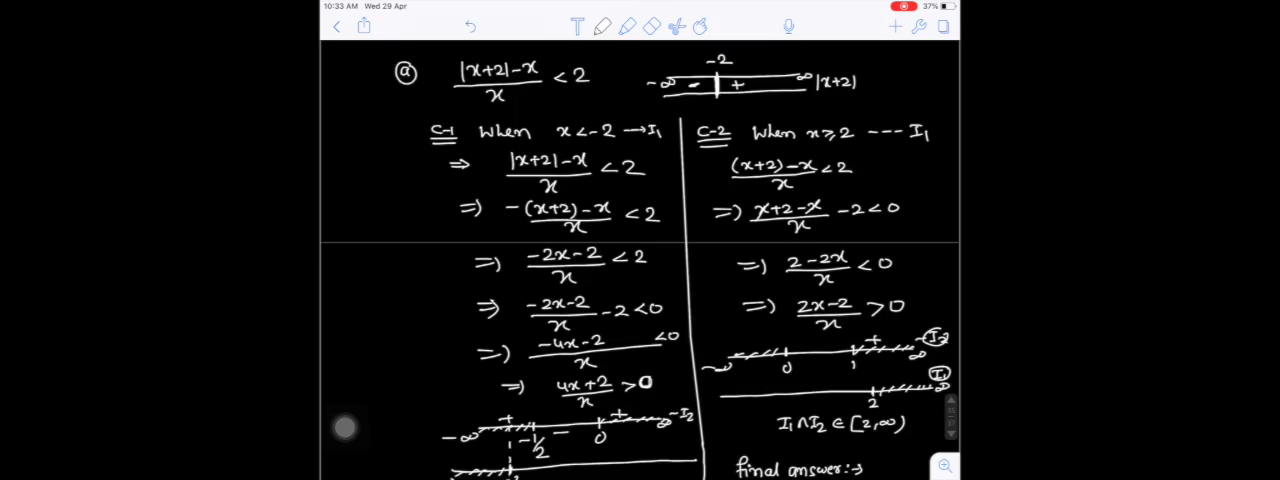 10:33 AM Wed 29 Apr
37%
T
ⓐ |x+2|-x/x < 2
-2
-∞ - + ∞ |x+2|
C-1 When x<-2 → I₁
⇒ |x+2|-x/x < 2
⇒ -(x+2)-x/x < 2
⇒ -2x-2/x < 2
⇒ -2x-2/x -2<0
⇒ -4x-2/x <0
⇒ 4x+2/x >0
+ - + -I₂
-∞ -1/2 0 ∞
C-2 When x≥2 --- I₁
(x+2)-x/x < 2
⇒ x+2-x/x -2<0
⇒ 2-2x/x < 0
⇒ 2x-2/x > 0
+ -I₂
-∞ 0 1 ∞
I₁
2 ∞
I₁∩I₂ ∈ [2,∞)
final answer:→